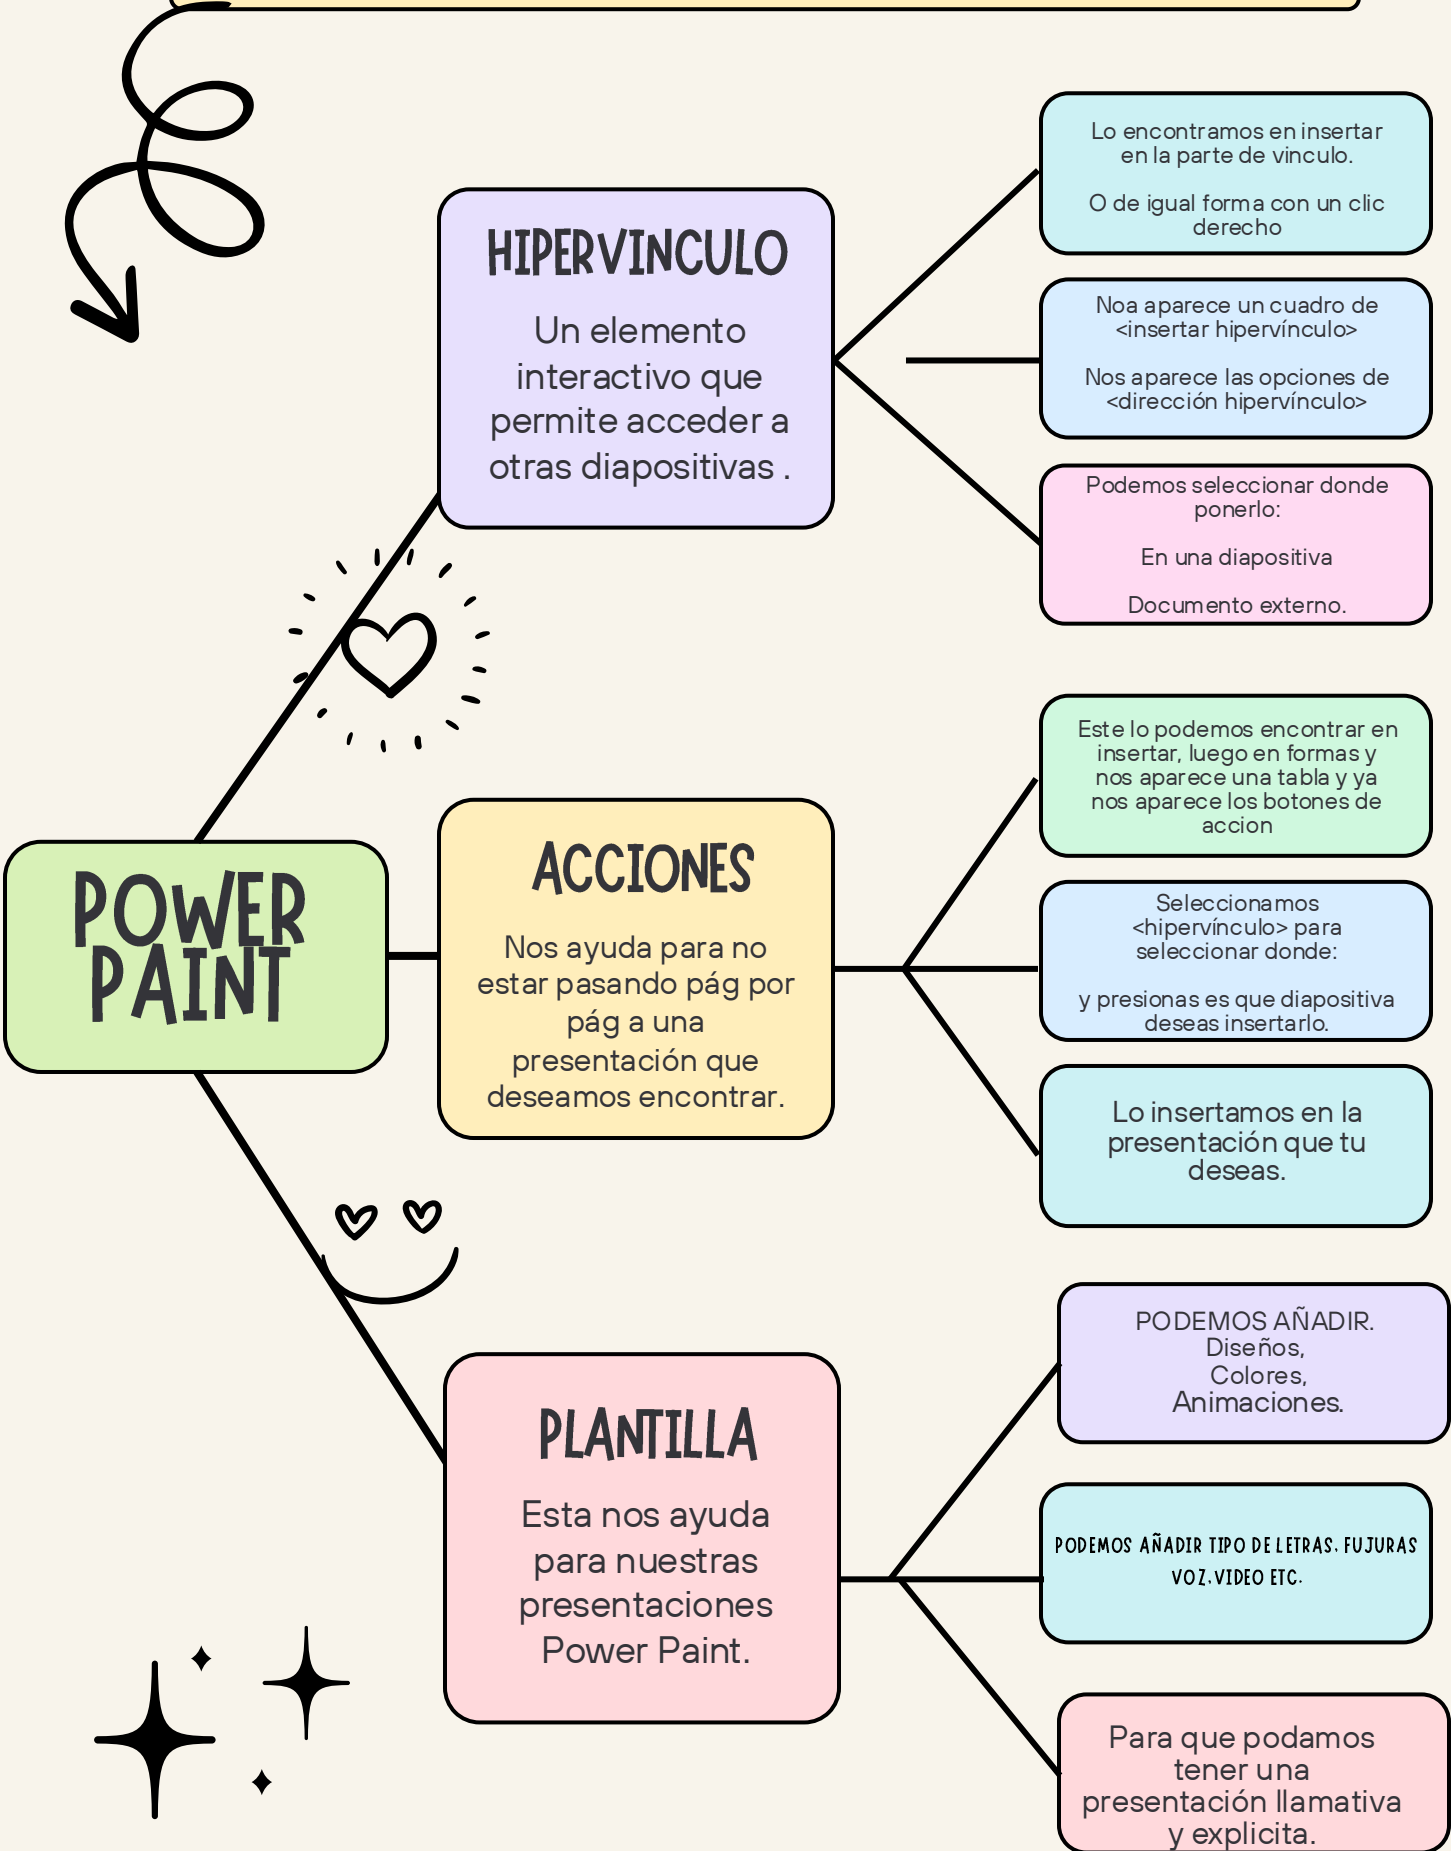 HIPERVINCULO
Un elemento
interactivo que
permite acceder a
otras diapositivas .
Lo encontramos en insertar
en la parte de vinculo.
O de igual forma con un clic
derecho
Noa aparece un cuadro de
<insertar hipervínculo>
Nos aparece las opciones de
<dirección hipervínculo>
Podemos seleccionar donde
ponerlo:
En una diapositiva
Documento externo.
POWER
PAINT
ACCIONES
Nos ayuda para no
estar pasando pág por
pág a una
presentación que
deseamos encontrar.
Este lo podemos encontrar en
insertar, luego en formas y
nos aparece una tabla y ya
nos aparece los botones de
accion
Seleccionamos
<hipervínculo> para
seleccionar donde:
y presionas es que diapositiva
deseas insertarlo.
Lo insertamos en la
presentación que tu
deseas.
PLANTILLA
Esta nos ayuda
para nuestras
presentaciones
Power Paint.
PODEMOS AÑADIR.
Diseños,
Colores,
Animaciones.
PODEMOS AÑADIR TIPO DE LETRAS, FUJURAS
VOZ,VIDEO ETC.
Para que podamos
tener una
presentación llamativa
y explicita.